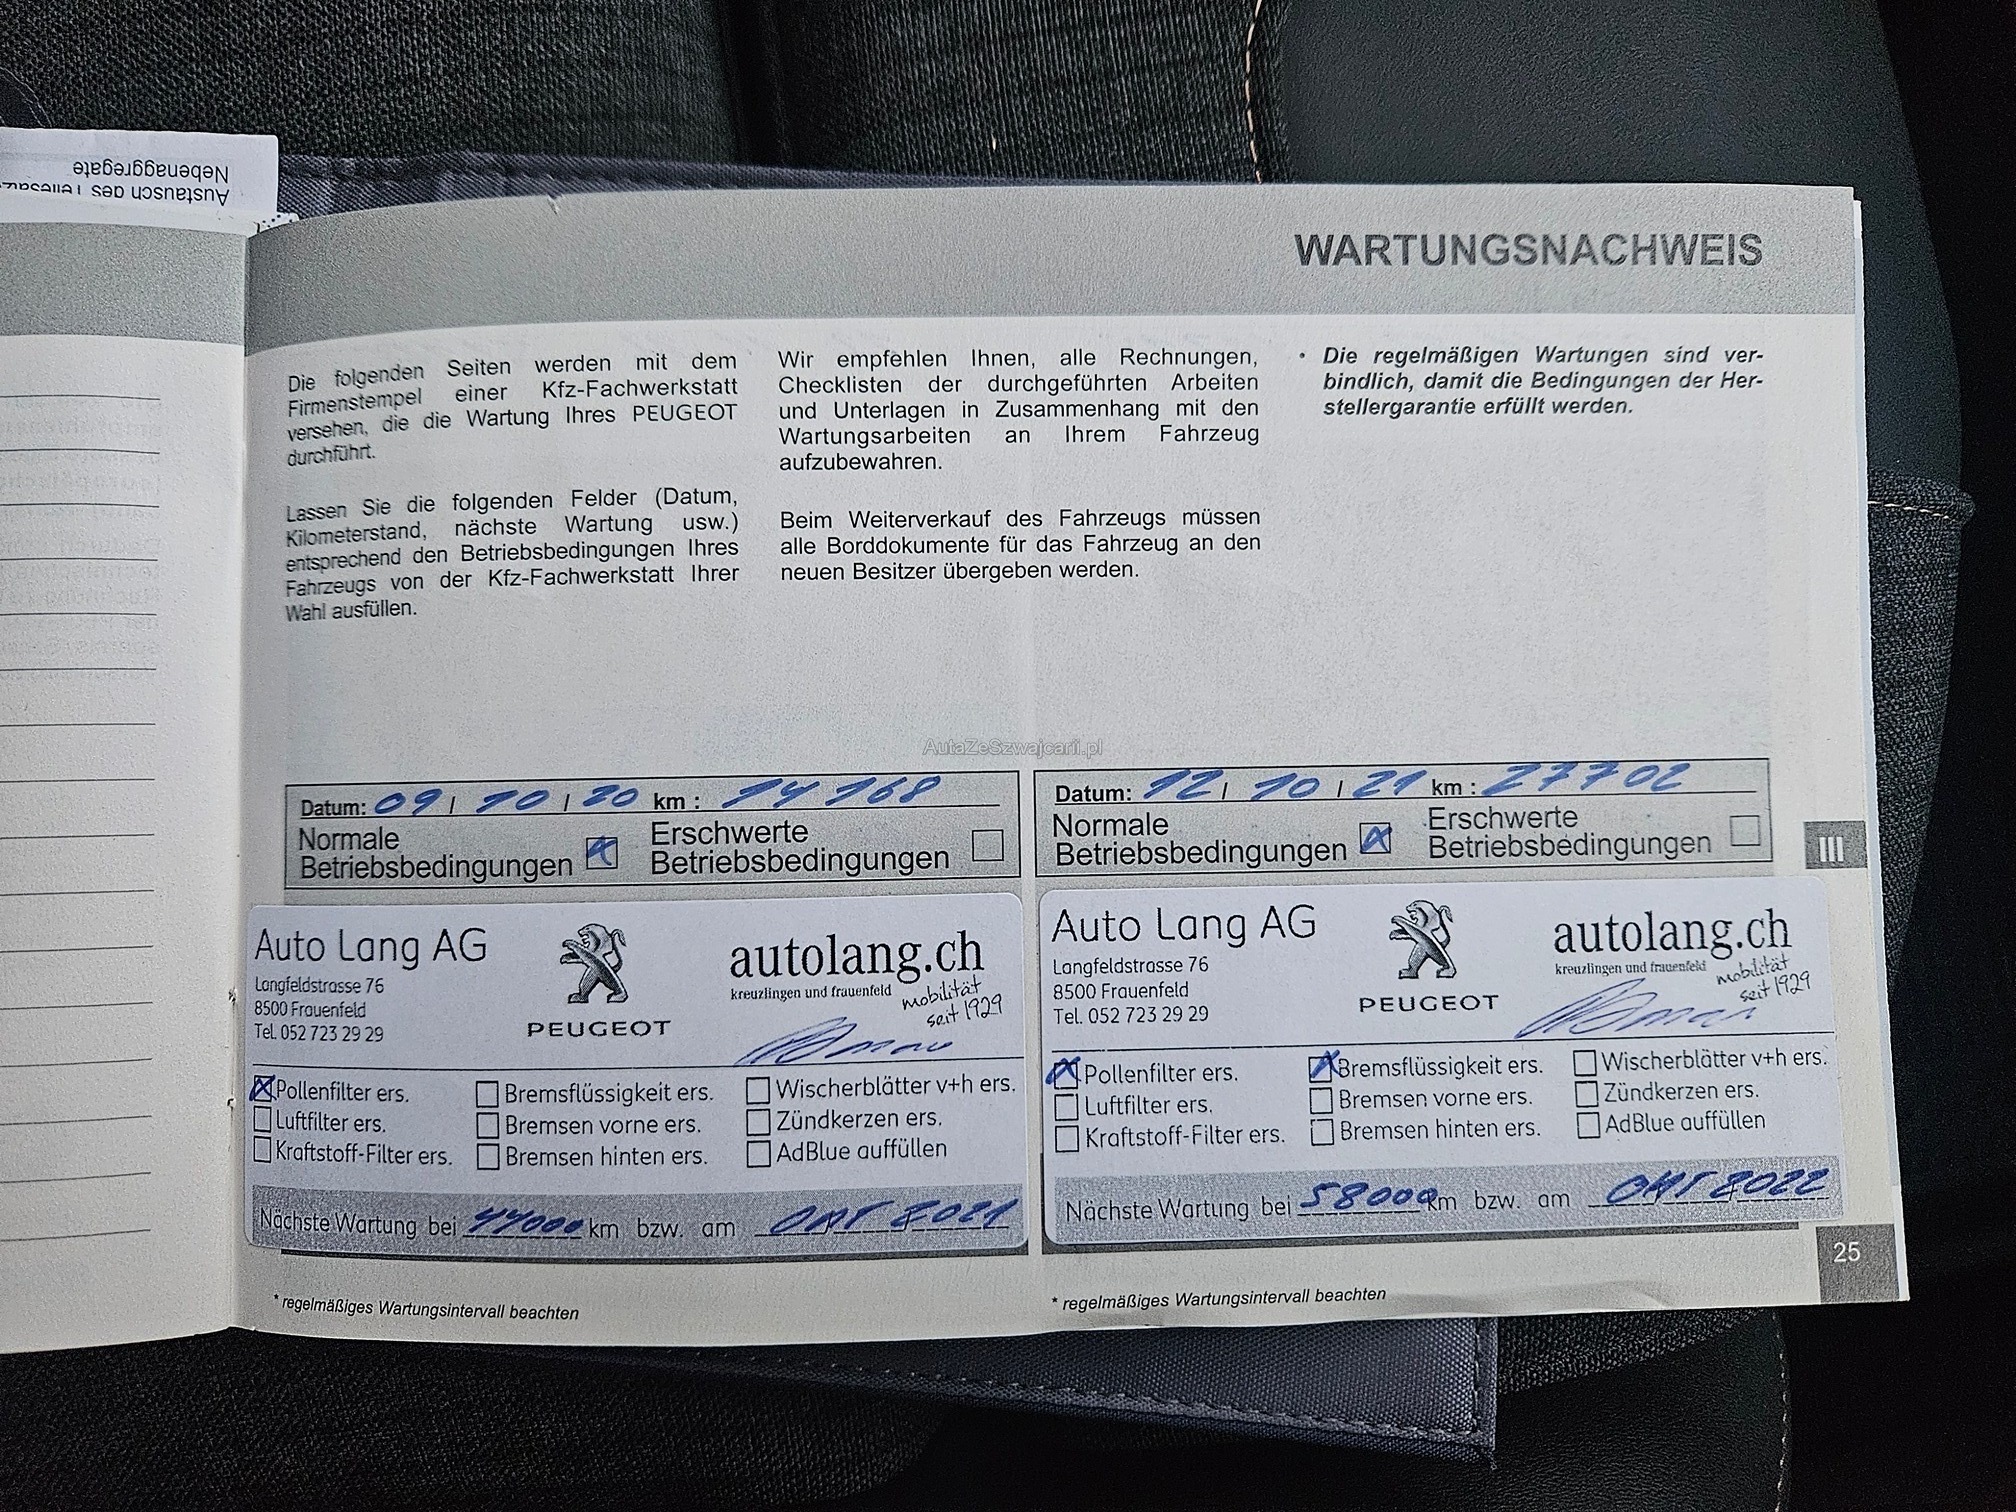 Nebenaggregate
Austausch des
WARTUNGSNACHWEIS
Die folgenden Seiten werden mit dem
Firmenstempel einer Kfz-Fachwerkstatt
versehen, die die Wartung Ihres PEUGEOT
durchführt.
Lassen Sie die folgenden Felder (Datum,
Kilometerstand, nächste Wartung usw.)
entsprechend den Betriebsbedingungen Ihres
Fahrzeugs von der Kfz-Fachwerkstatt Ihrer
Wahl ausfüllen.
Wir empfehlen Ihnen, alle Rechnungen,
Checklisten der durchgeführten Arbeiten
und Unterlagen in Zusammenhang mit den
Wartungsarbeiten an Ihrem Fahrzeug
aufzubewahren.
Beim Weiterverkauf des Fahrzeugs müssen
alle Borddokumente für das Fahrzeug an den
neuen Besitzer übergeben werden.
• Die regelmäßigen Wartungen sind ver-
bindlich, damit die Bedingungen der Her-
stellergarantie erfüllt werden.
AutaZeSzwajcarii.pl
Datum: 09 / 10 / 20 km : 14 168
Normale
Betriebsbedingungen
Erschwerte
Betriebsbedingungen
Auto Lang AG
Langfeldstrasse 76
8500 Frauenfeld
Tel. 052 723 29 29
PEUGEOT
autolang.ch
kreuzlingen und frauenfeld
mobilität
seit 1929
Pollenfilter ers.
Luftfilter ers.
Kraftstoff-Filter ers.
Bremsflüssigkeit ers.
Bremsen vorne ers.
Bremsen hinten ers.
Wischerblätter v+h ers.
Zündkerzen ers.
AdBlue auffüllen
Nächste Wartung bei 44000 km bzw. am OKT 2021
* regelmäßiges Wartungsintervall beachten
Datum: 12 / 10 / 21 km : 27702
Normale
Betriebsbedingungen
Erschwerte
Betriebsbedingungen
Auto Lang AG
Langfeldstrasse 76
8500 Frauenfeld
Tel. 052 723 29 29
PEUGEOT
autolang.ch
kreuzlingen und frauenfeld
mobilität
seit 1929
Pollenfilter ers.
Luftfilter ers.
Kraftstoff-Filter ers.
Bremsflüssigkeit ers.
Bremsen vorne ers.
Bremsen hinten ers.
Wischerblätter v+h ers.
Zündkerzen ers.
AdBlue auffüllen
Nächste Wartung bei 58000 km bzw. am OKT 2022
* regelmäßiges Wartungsintervall beachten
III
25